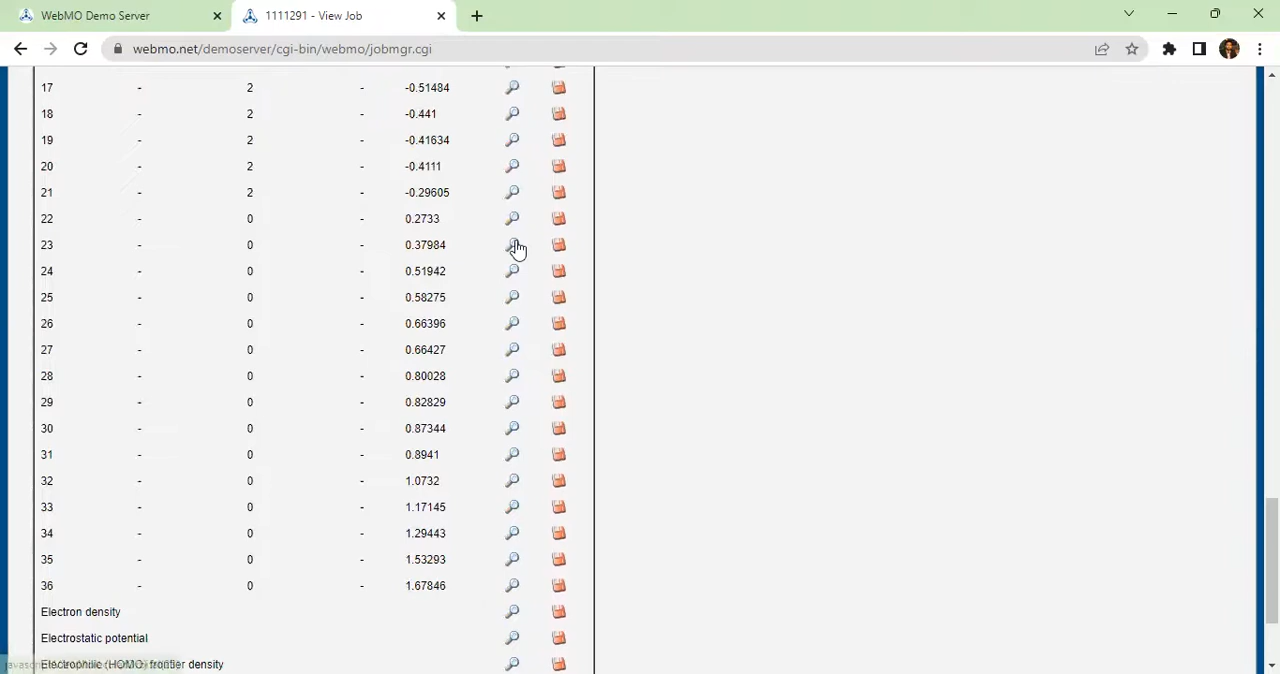 WebMO Demo Server
1111291 - View Job
webmo.net/demoserver/cgi-bin/webmo/jobmgr.cgi
17 - 2 - -0.51484
18 - 2 - -0.441
19 - 2 - -0.41634
20 - 2 - -0.4111
21 - 2 - -0.29605
22 - 0 - 0.2733
23 - 0 - 0.37984
24 - 0 - 0.51942
25 - 0 - 0.58275
26 - 0 - 0.66396
27 - 0 - 0.66427
28 - 0 - 0.80028
29 - 0 - 0.82829
30 - 0 - 0.87344
31 - 0 - 0.8941
32 - 0 - 1.0732
33 - 0 - 1.17145
34 - 0 - 1.29443
35 - 0 - 1.53293
36 - 0 - 1.67846
Electron density
Electrostatic potential
Electrophilic (HOMO) frontier density